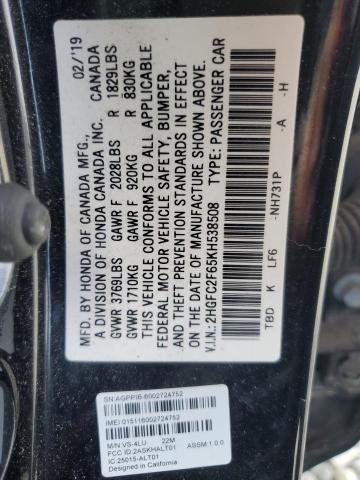 MFD. BY HONDA OF CANADA MFG., 02/'19
A DIVISION OF HONDA CANADA INC. CANADA
GVWR 3769LBS GAWR F 2028LBS R 1829LBS
GVWR 1710KG GAWR F 920KG R 830KG
THIS VEHICLE CONFORMS TO ALL APPLICABLE
FEDERAL MOTOR VEHICLE SAFETY, BUMPER,
AND THEFT PREVENTION STANDARDS IN EFFECT
ON THE DATE OF MANUFACTURE SHOWN ABOVE.
V.I.N.: 2HGFC2F65KH538508 TYPE: PASSENGER CAR
TBD K LF6 -NH731P -A -H
SN:AGPPIB-6002724752
IMEI:015116002724752
M/N:VS-4LU 22M
FCC ID:2ASKHALT01 ASSM:1.0.0
IC:25015-ALT01
Designed in California